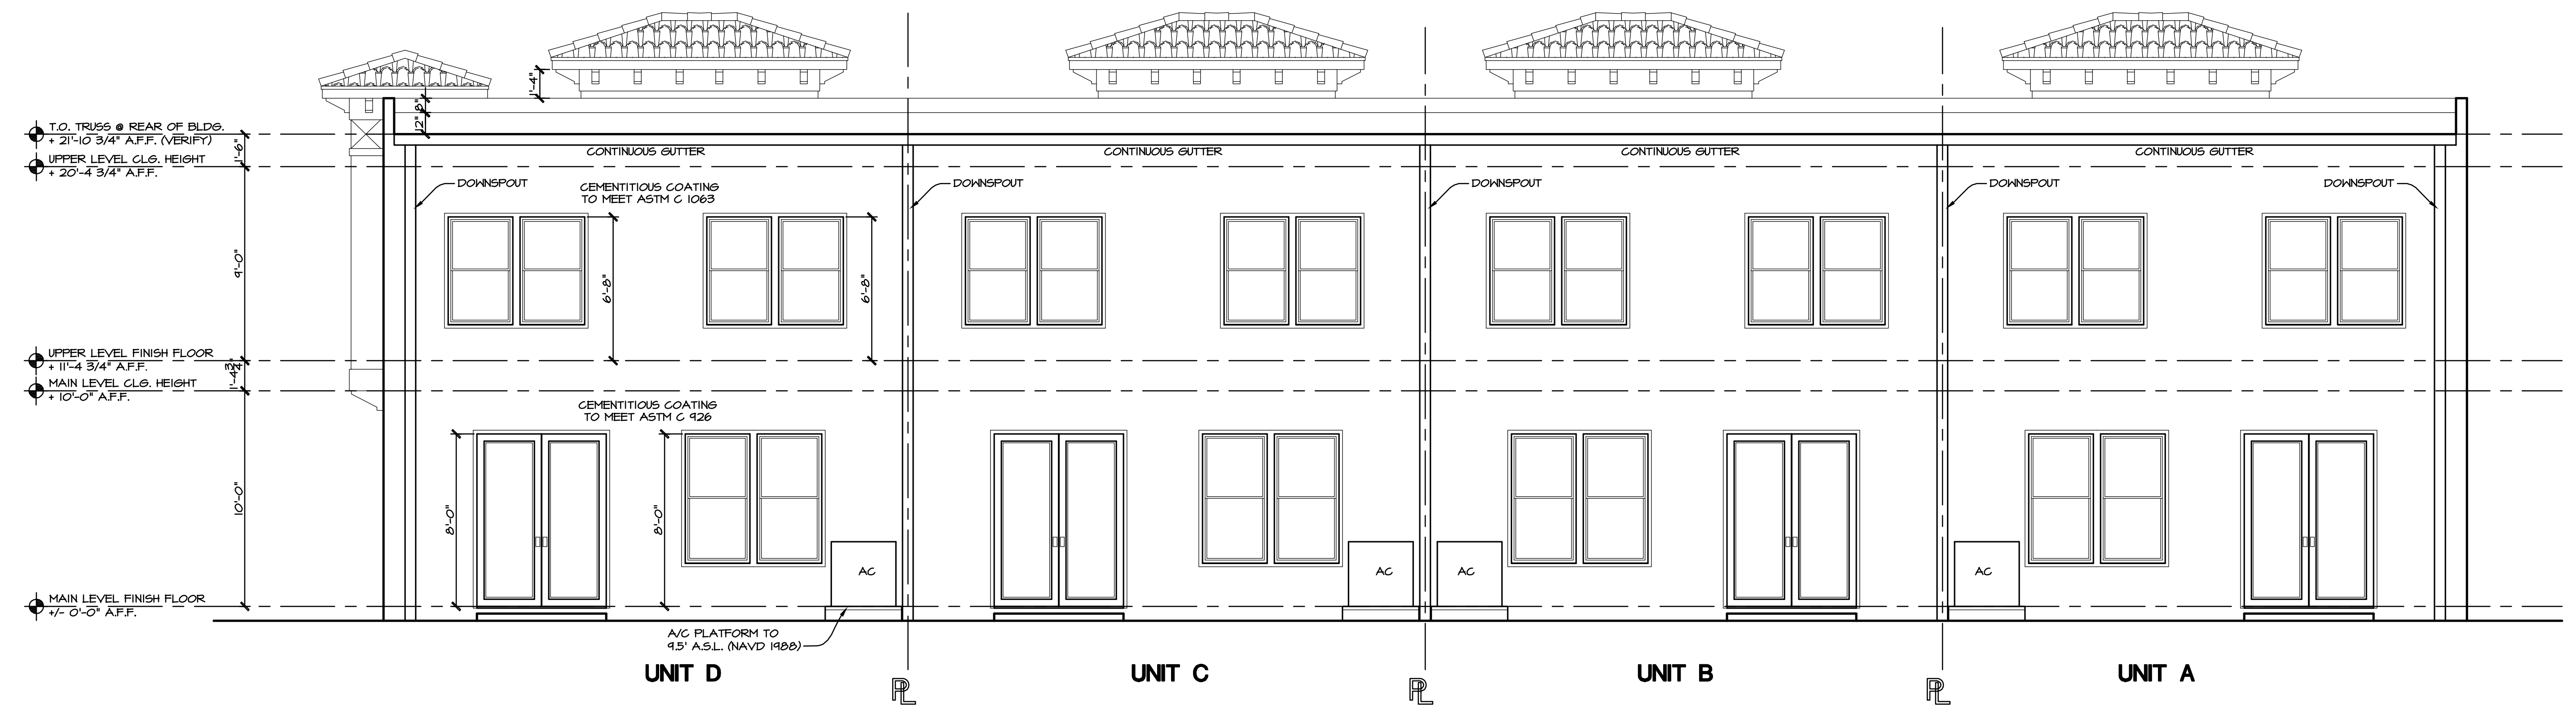 1'-4"
8"
12"
T.O. TRUSS @ REAR OF BLDG.
+ 21'-10 3/4" A.F.F. (VERIFY)
1'-6"
UPPER LEVEL CLG. HEIGHT
+ 20'-4 3/4" A.F.F.
CONTINUOUS GUTTER
CONTINUOUS GUTTER
CONTINUOUS GUTTER
CONTINUOUS GUTTER
DOWNSPOUT
CEMENTITIOUS COATING
TO MEET ASTM C 1063
DOWNSPOUT
DOWNSPOUT
DOWNSPOUT
DOWNSPOUT
9'-0"
6'-8"
6'-8"
UPPER LEVEL FINISH FLOOR
+ 11'-4 3/4" A.F.F.
MAIN LEVEL CLG. HEIGHT
+ 10'-0" A.F.F.
CEMENTITIOUS COATING
TO MEET ASTM C 926
10'-0"
8'-0"
8'-0"
AC
AC
AC
AC
MAIN LEVEL FINISH FLOOR
+/- 0'-0" A.F.F.
A/C PLATFORM TO
9.5' A.S.L. (NAVD 1988)
UNIT D
UNIT C
UNIT B
UNIT A
PL
PL
PL